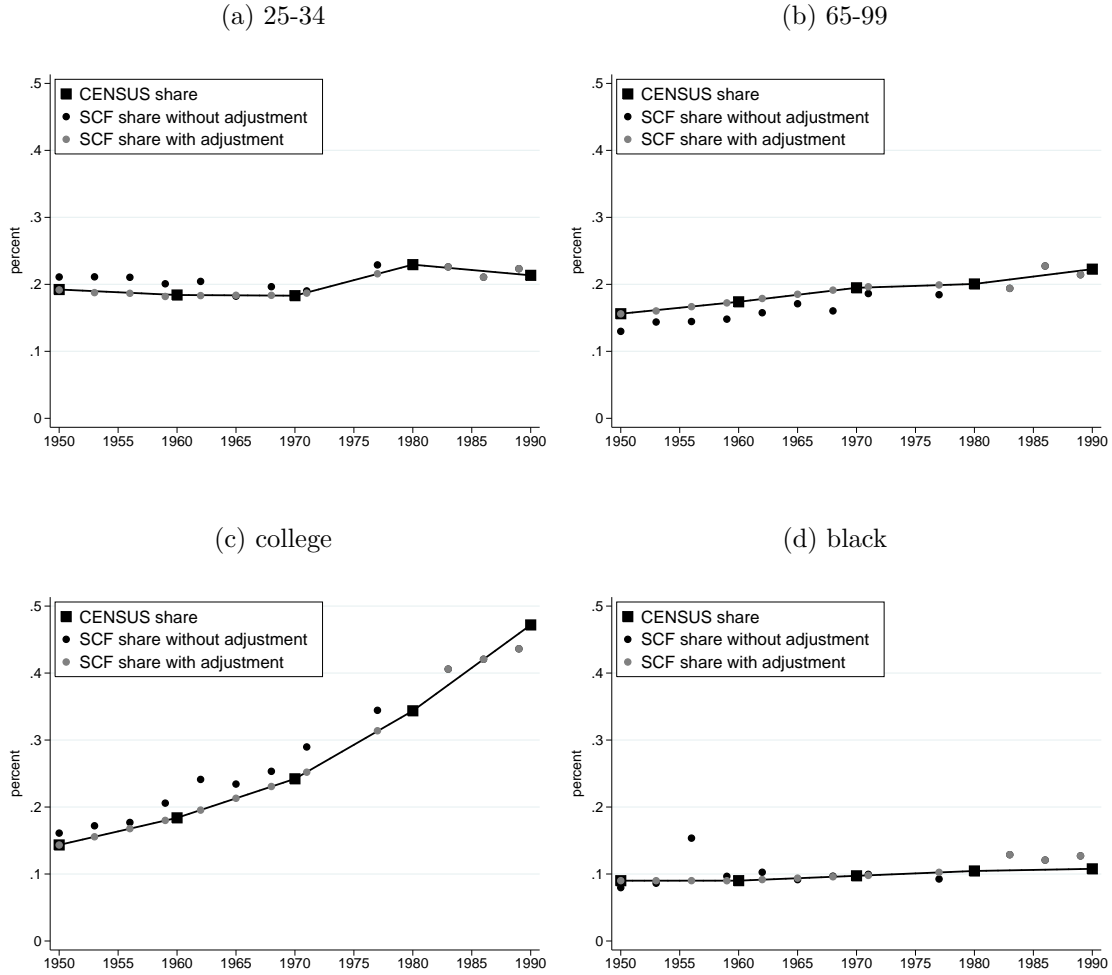 (a) 25-34
.5
.4
.3
.2
.1
0
percent
CENSUS share
SCF share without adjustment
SCF share with adjustment
1950 1955 1960 1965 1970 1975 1980 1985 1990
(b) 65-99
.5
.4
.3
.2
.1
0
percent
CENSUS share
SCF share without adjustment
SCF share with adjustment
1950 1955 1960 1965 1970 1975 1980 1985 1990
(c) college
.5
.4
.3
.2
.1
0
percent
CENSUS share
SCF share without adjustment
SCF share with adjustment
1950 1955 1960 1965 1970 1975 1980 1985 1990
(d) black
.5
.4
.3
.2
.1
0
percent
CENSUS share
SCF share without adjustment
SCF share with adjustment
1950 1955 1960 1965 1970 1975 1980 1985 1990